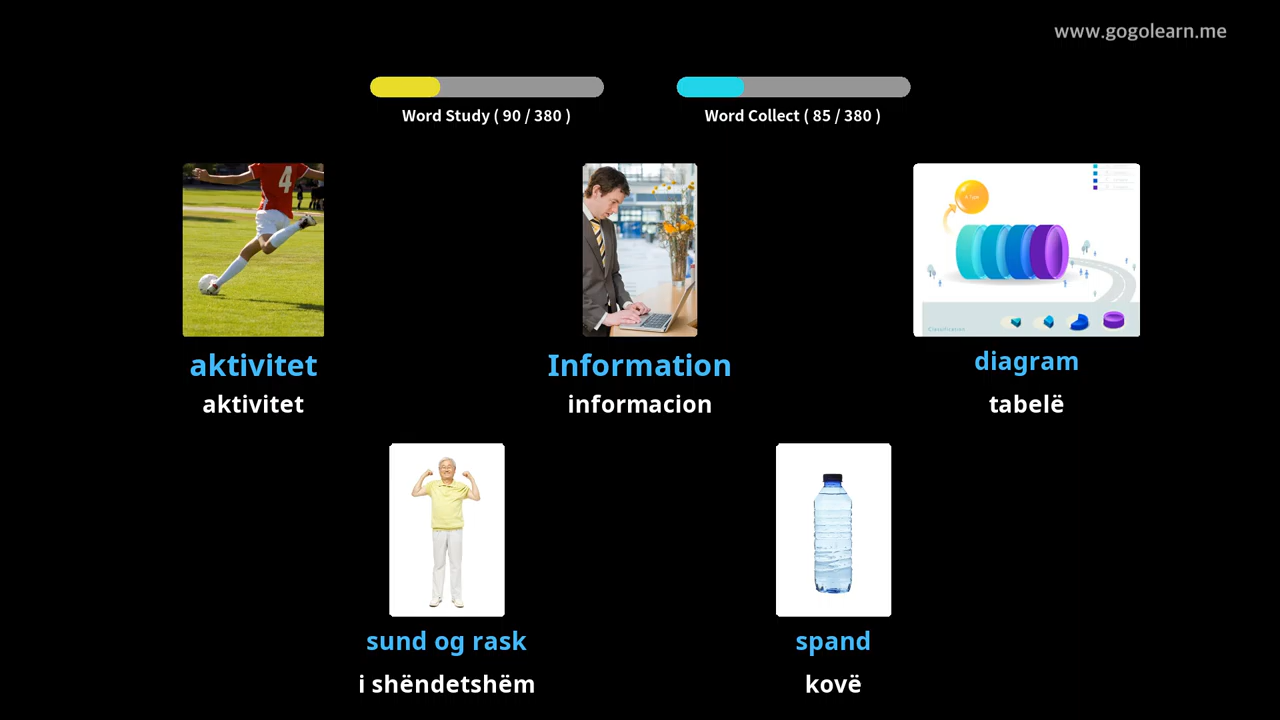 www.gogolearn.me
Word Study ( 90 / 380 )
Word Collect ( 85 / 380 )
4
aktivitet
Information
diagram
aktivitet
informacion
tabelë
sund og rask
spand
i shëndetshëm
kovë